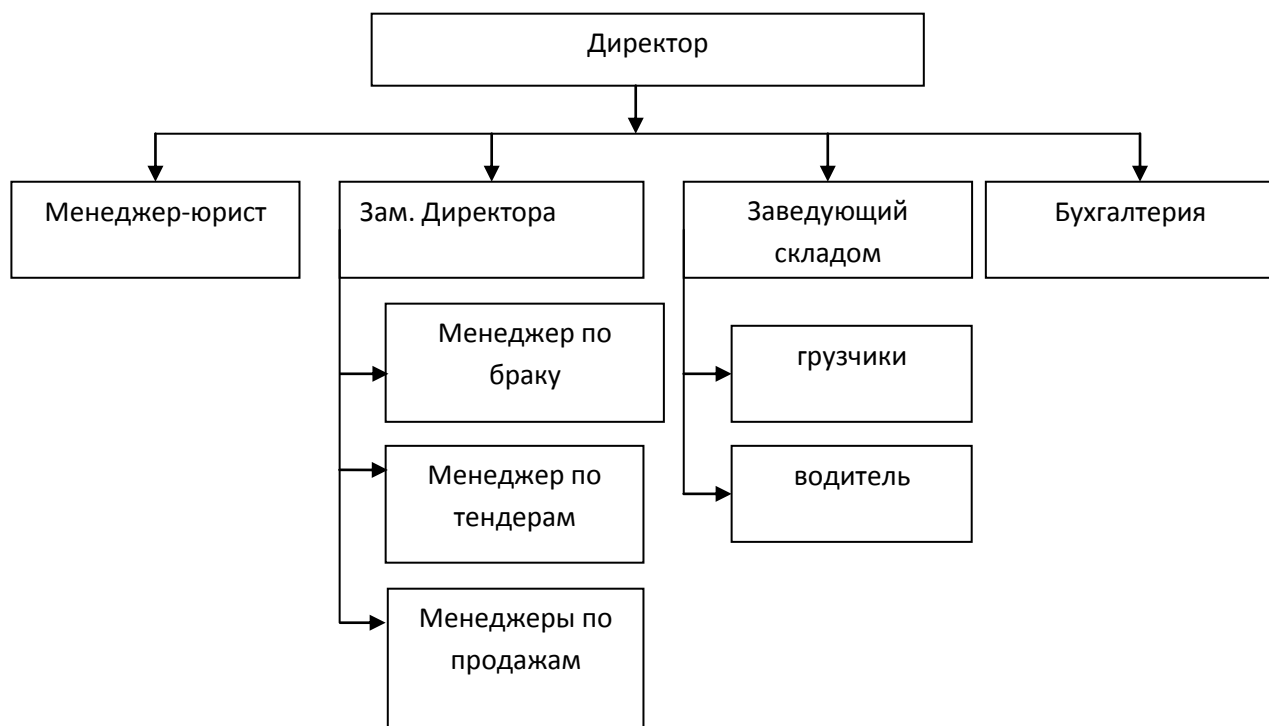 Директор
Менеджер-юрист
Зам. Директора
Заведующий
складом
Бухгалтерия
Менеджер по
браку
грузчики
Менеджер по
тендерам
водитель
Менеджеры по
продажам